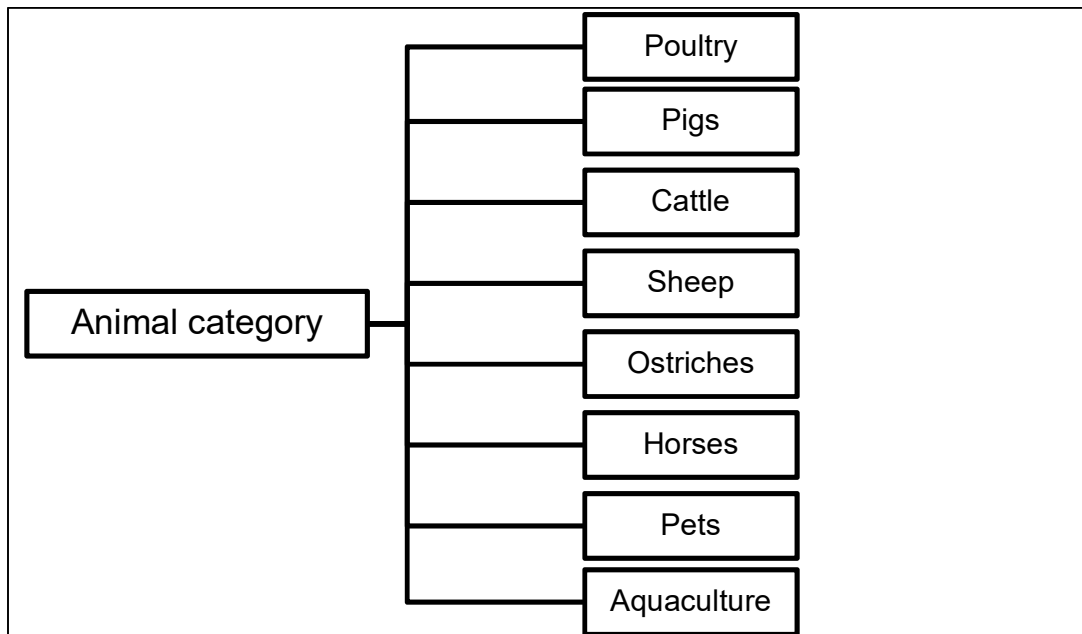 Poultry
Pigs
Cattle
Sheep
Animal category
Ostriches
Horses
Pets
Aquaculture